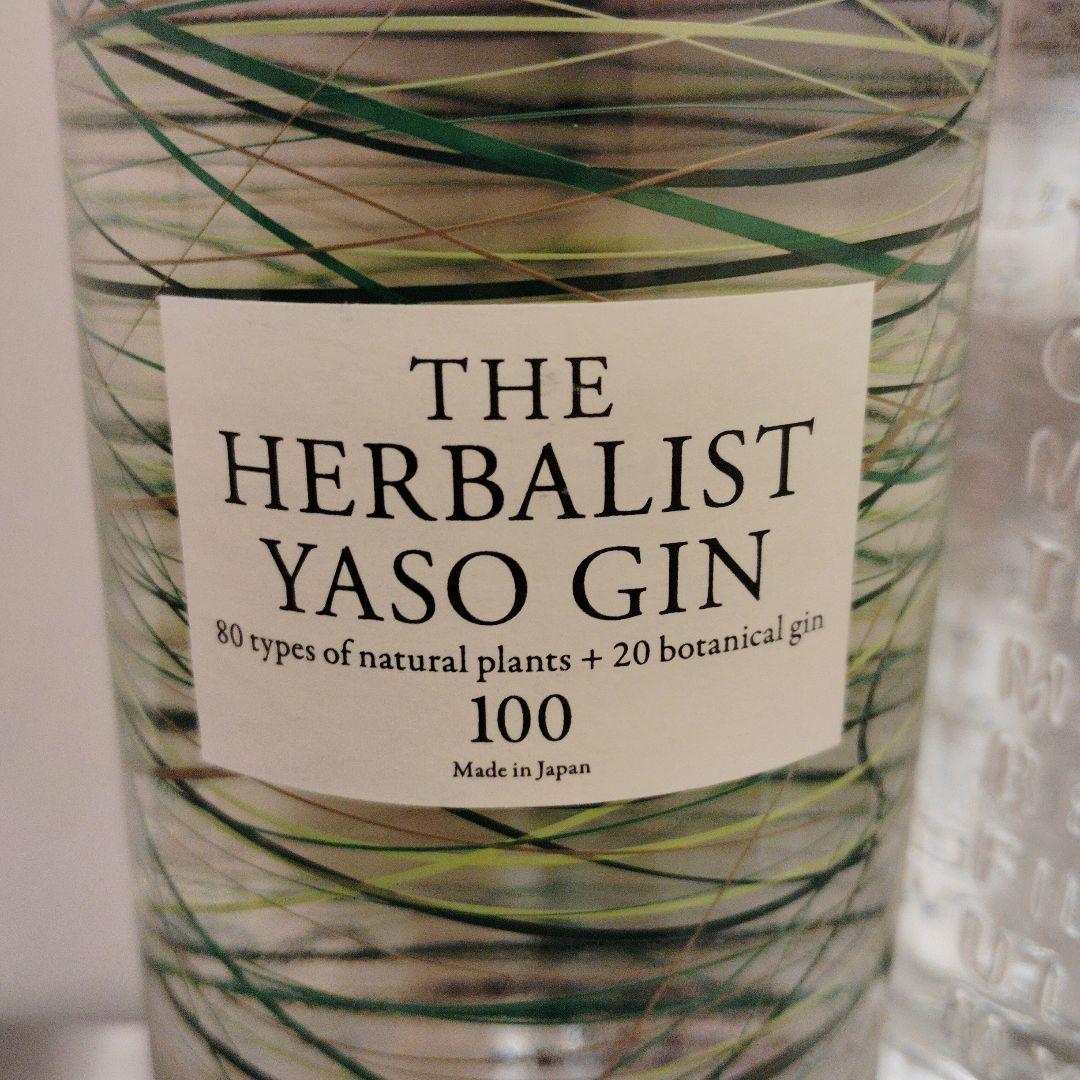 THE
HERBALIST
YASO GIN
80 types of natural plants + 20 botanical gin
100
Made in Japan